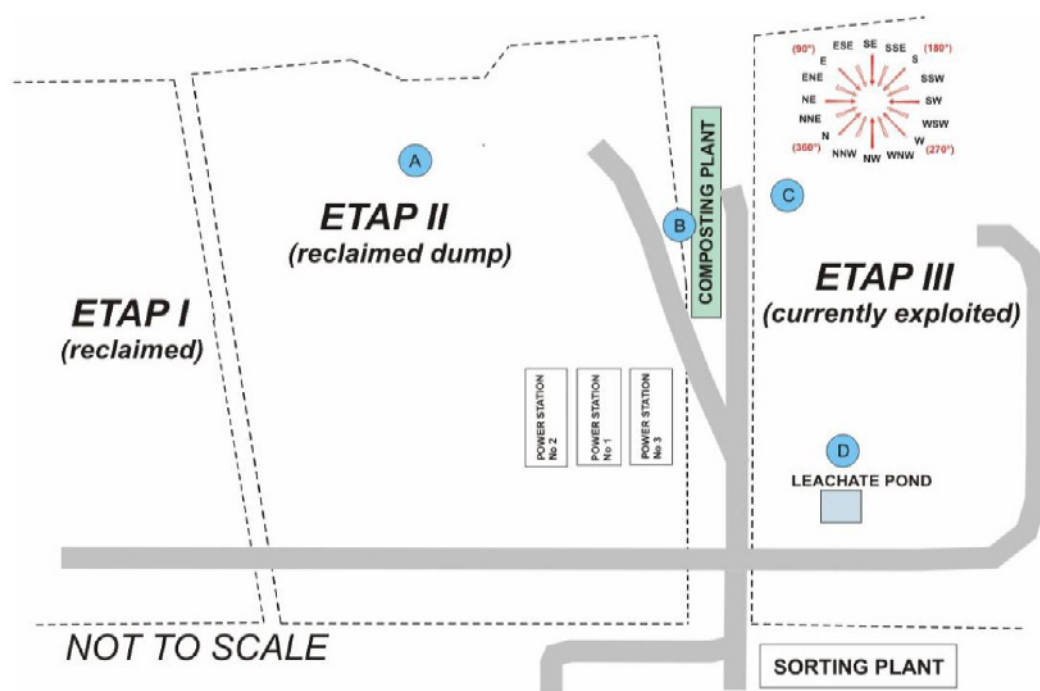 ESE
SE
SSE
(90°)
(180°)
E
S
ENE
SSW
NE
SW
NNE
WSW
N
W
(360°)
NNW
NW
WNW
(270°)
A
B
C
COMPOSTING PLANT
ETAP II
(reclaimed dump)
ETAP III
(currently exploited)
ETAP I
(reclaimed)
POWER STATION
No 2
POWER STATION
No 1
POWER STATION
No 3
D
LEACHATE POND
NOT TO SCALE
SORTING PLANT